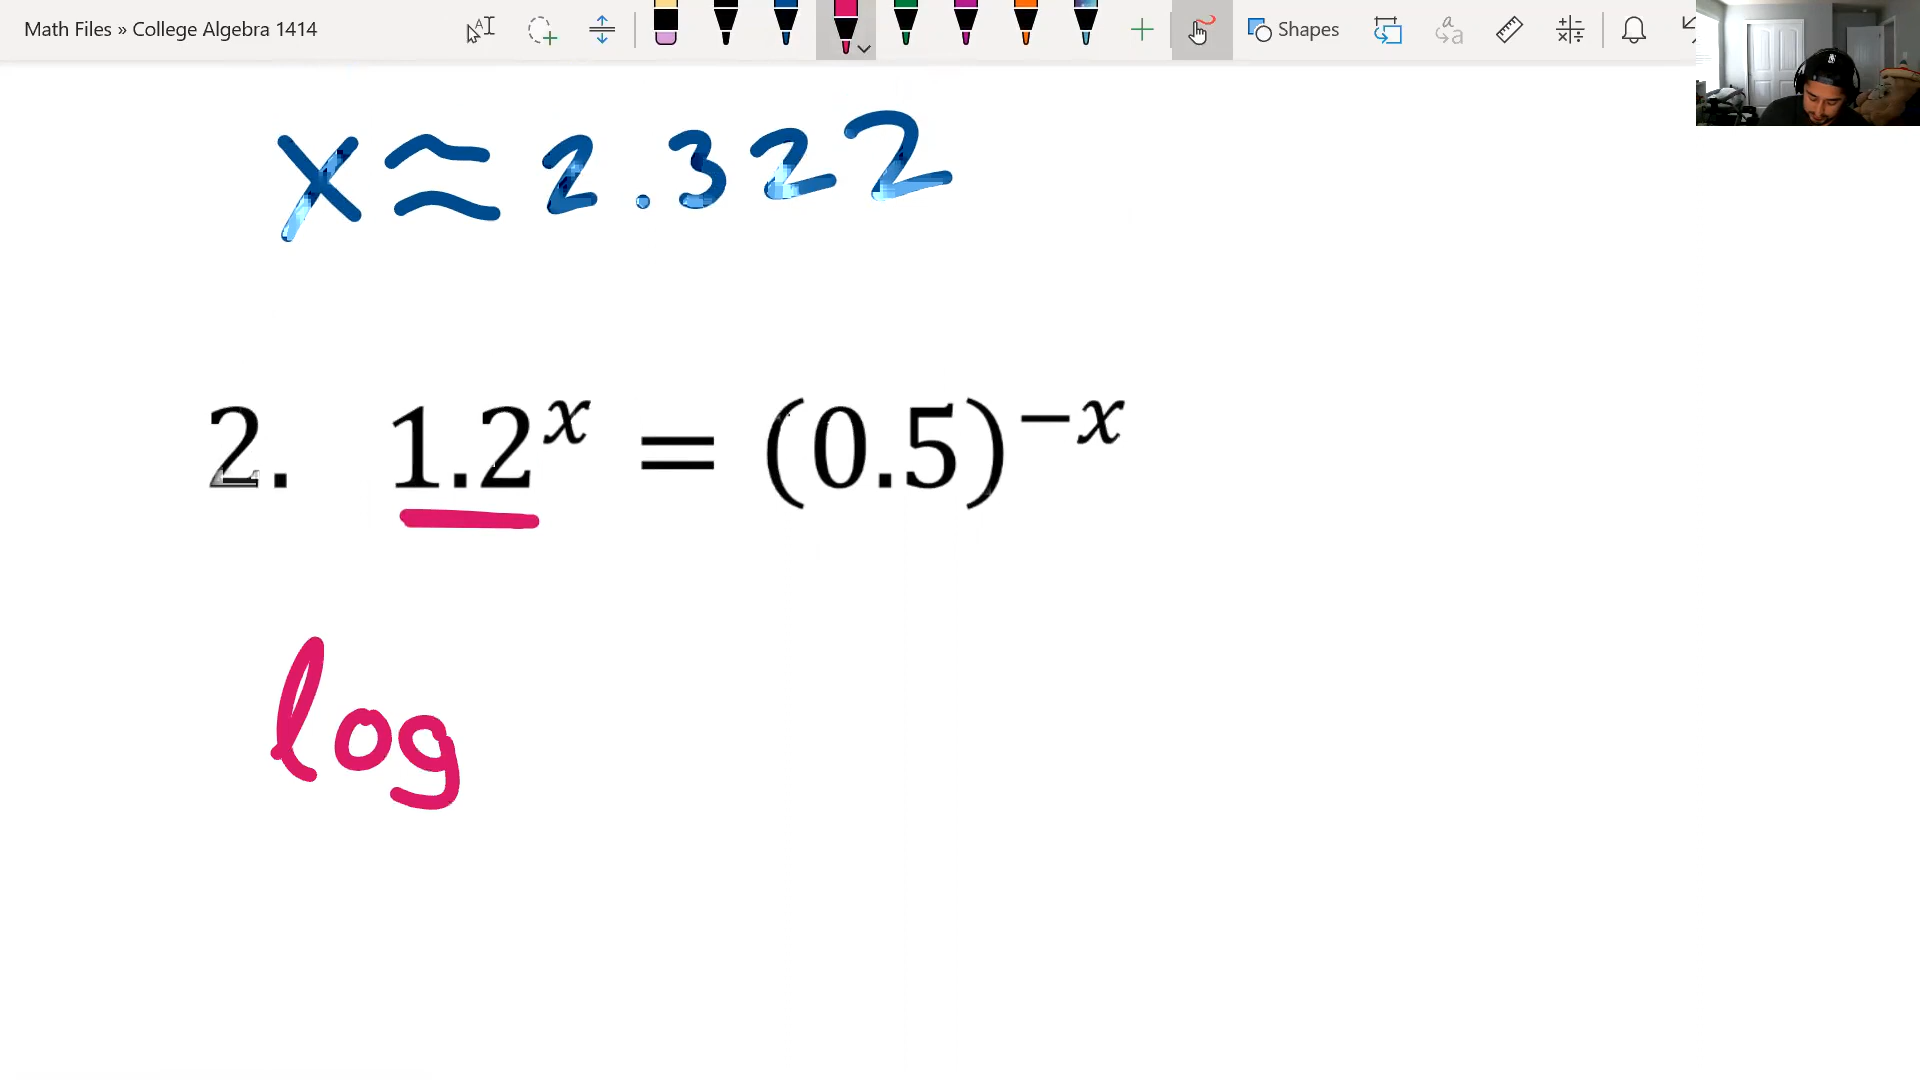 Math Files » College Algebra 1414
Shapes
x ≈ 2.322
2. 1.2^x = (0.5)^{-x}
log